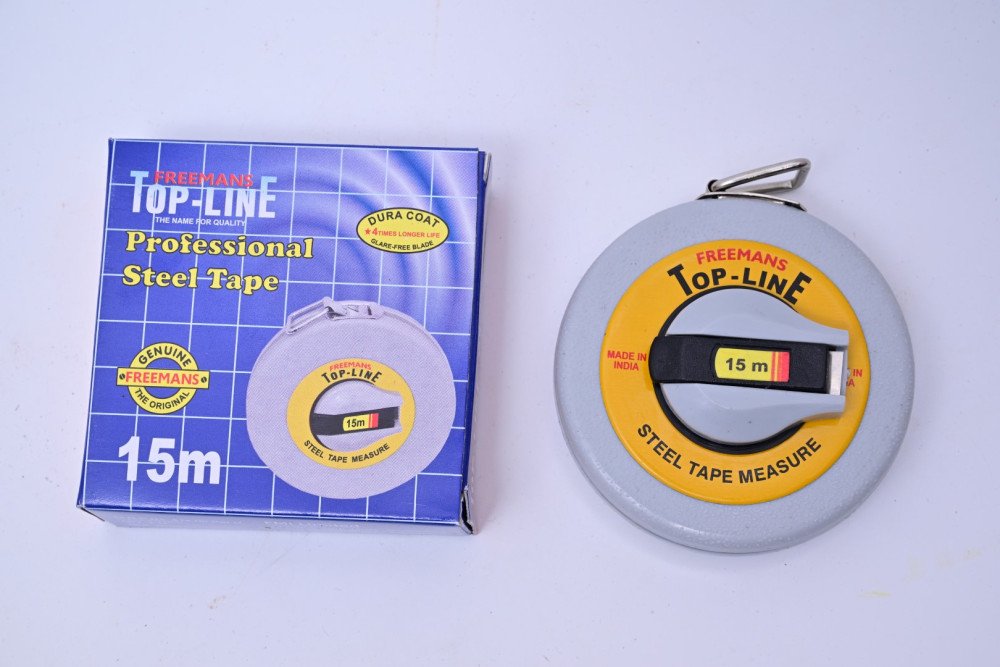 FREEMANS
TOP-LINE
THE NAME FOR QUALITY
Professional
Steel Tape
DURA COAT
★4 TIMES LONGER LIFE
GLARE-FREE BLADE
GENUINE
FREEMANS
THE ORIGINAL
15m
FREEMANS
TOP-LINE
15m
STEEL TAPE MEASURE
FREEMANS
TOP-LINE
MADE IN
INDIA
15 m
IN
STEEL TAPE MEASURE